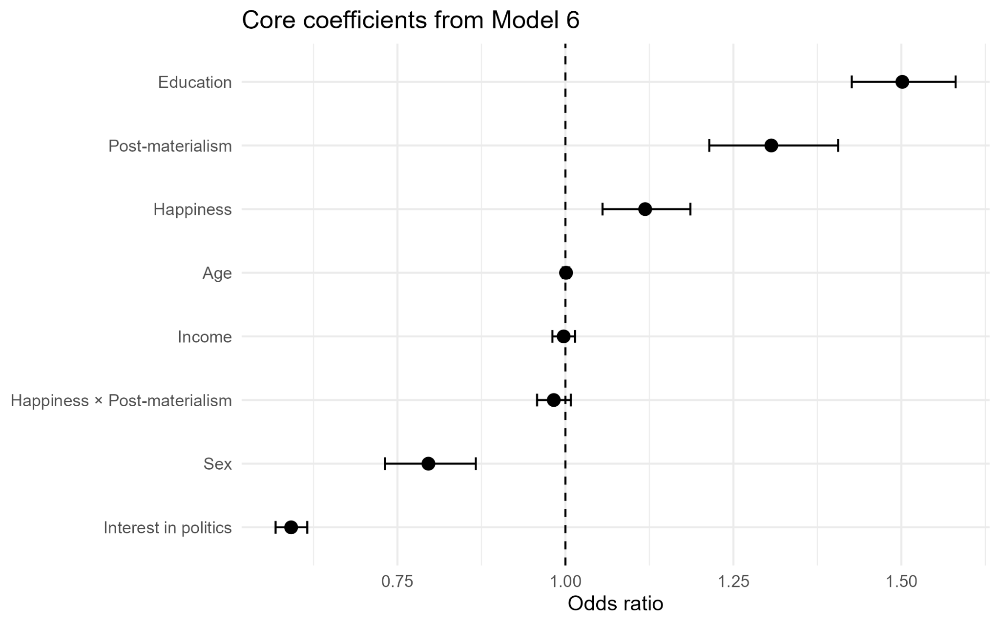 Core coefficients from Model 6
Education
Post-materialism
Happiness
Age
Income
Happiness × Post-materialism
Sex
Interest in politics
0.75 1.00 1.25 1.50
Odds ratio